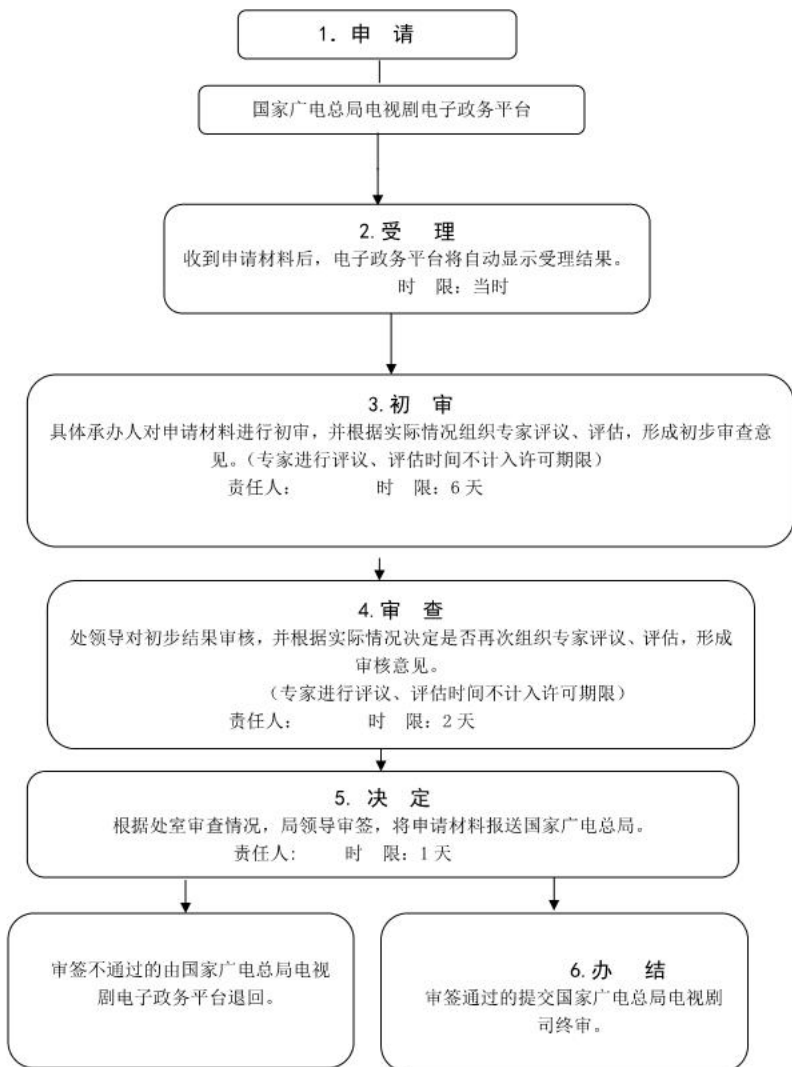 1. 申 请
国家广电总局电视剧电子政务平台
2. 受 理
收到申请材料后，电子政务平台将自动显示受理结果。
时 限：当时
3. 初 审
具体承办人对申请材料进行初审，并根据实际情况组织专家评议、评估，形成初步审查意
见。（专家进行评议、评估时间不计入许可期限）
责任人： 时 限：6 天
4. 审 查
处领导对初步结果审核，并根据实际情况决定是否再次组织专家评议、评估，形成
审核意见。
（专家进行评议、评估时间不计入许可期限）
责任人： 时 限：2 天
5. 决 定
根据处室审查情况，局领导审签，将申请材料报送国家广电总局。
责任人： 时 限：1 天
审签不通过的由国家广电总局电视
剧电子政务平台退回。
6. 办 结
审签通过的提交国家广电总局电视剧
司终审。